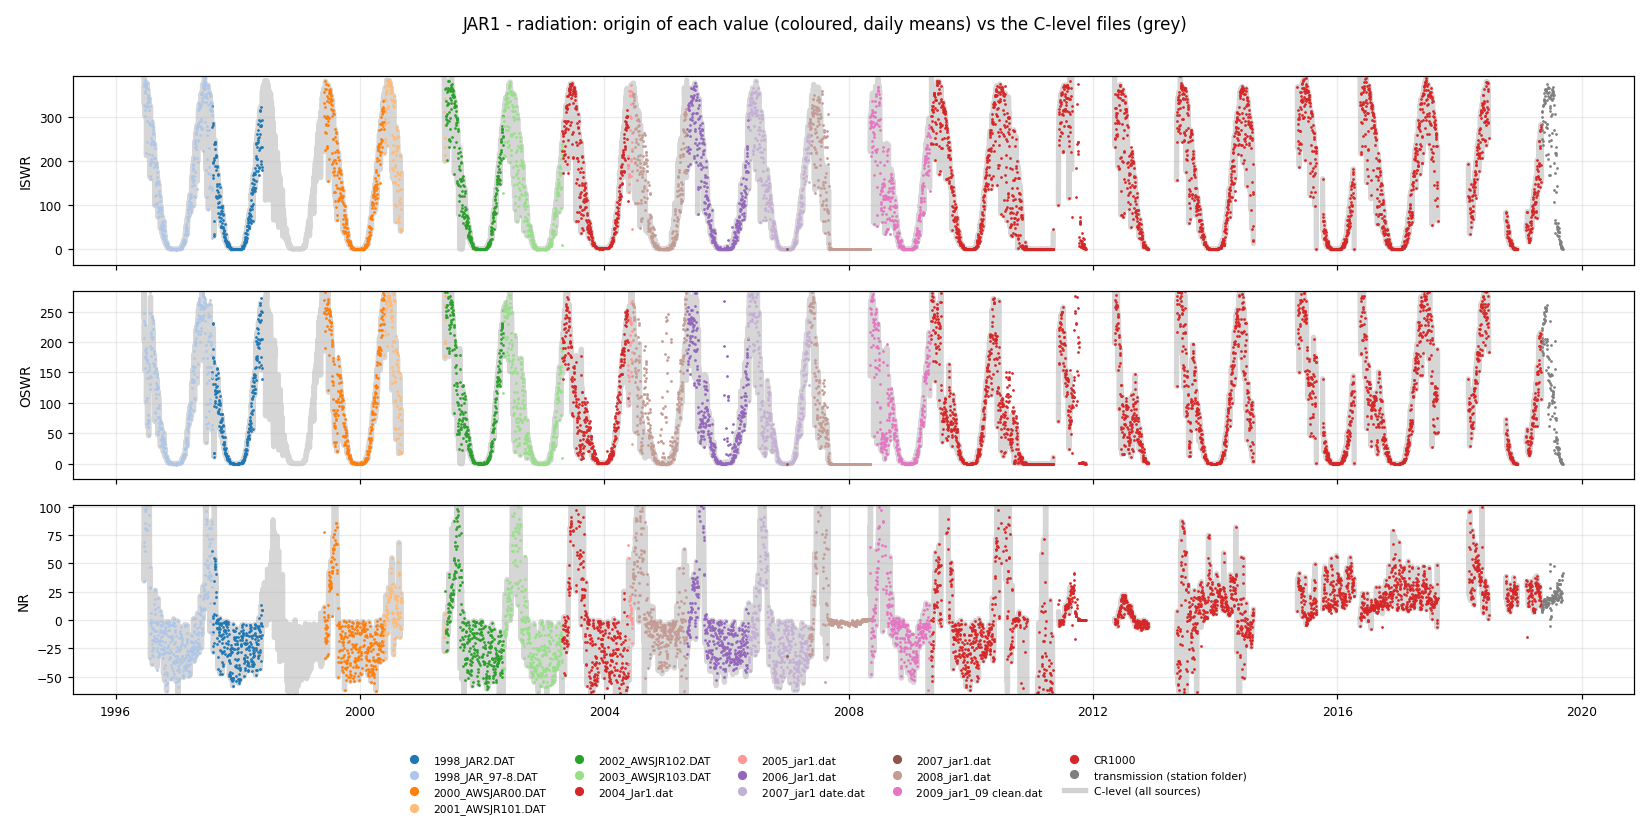 JAR1 - radiation: origin of each value (coloured, daily means) vs the C-level files (grey)
ISWR
300
200
100
0
OSWR
250
200
150
100
50
0
NR
100
75
50
25
0
−25
−50
1996
2000
2004
2008
2012
2016
2020
1998_JAR2.DAT
1998_JAR_97-8.DAT
2000_AWSJAR00.DAT
2001_AWSJR101.DAT
2002_AWSJR102.DAT
2003_AWSJR103.DAT
2004_Jar1.dat
2005_jar1.dat
2006_Jar1.dat
2007_jar1 date.dat
2007_jar1.dat
2008_jar1.dat
2009_jar1_09 clean.dat
CR1000
transmission (station folder)
C-level (all sources)